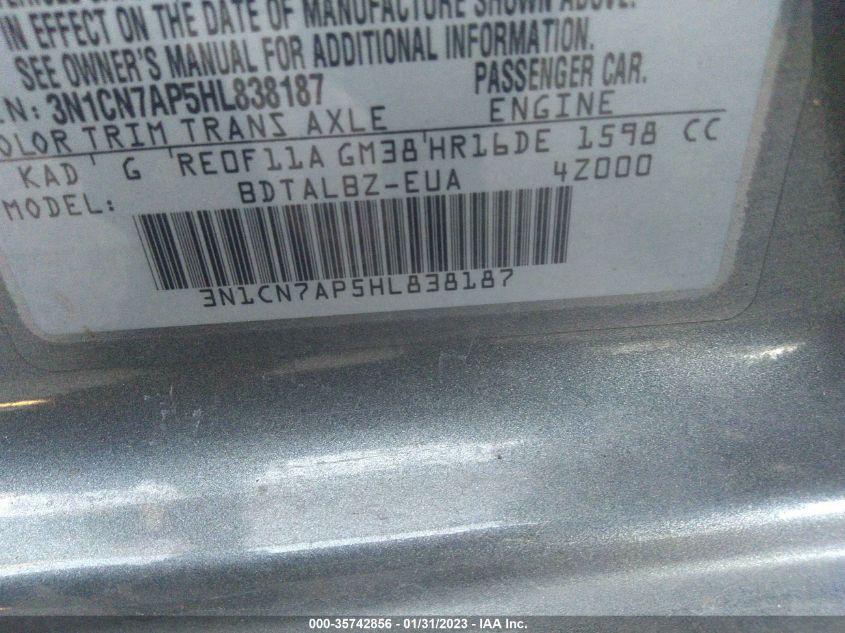 IN EFFECT ON THE DATE OF MANUFACTURE SHOWN ABOVE.
SEE OWNER'S MANUAL FOR ADDITIONAL INFORMATION.
N: 3N1CN7AP5HL838187 PASSENGER CAR.
OLOR TRIM TRANS AXLE ENGINE
KAD G RE0F11A GM38 HR16DE 1598 CC
MODEL: BDTALBZ-EUA 4Z000
3N1CN7AP5HL838187
000-35742856 - 01/31/2023 - IAA Inc.